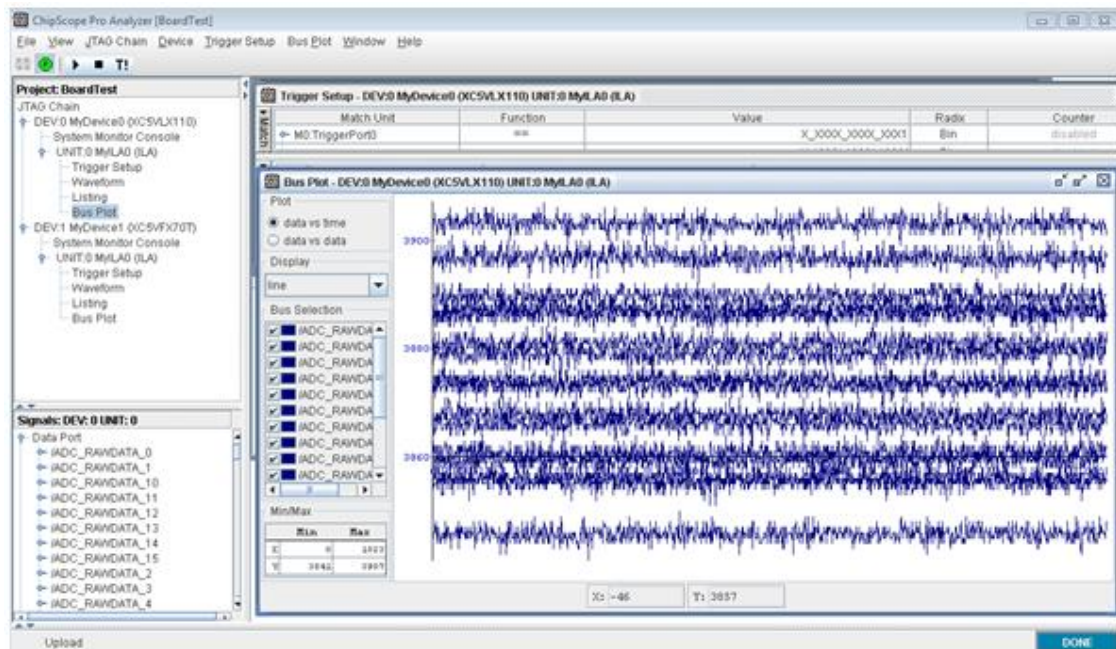 ChipScope Pro Analyzer [BoardTest]
File View JTAG Chain Device Trigger Setup Bus Plot Window Help
T!
Project: BoardTest
JTAG Chain
DEV:0 MyDevice0 (XC5VLX110)
System Monitor Console
UNIT:0 MyILA0 (ILA)
Trigger Setup
Waveform
Listing
Bus Plot
DEV:1 MyDevice1 (XC5VFX70T)
System Monitor Console
UNIT:0 MyILA0 (ILA)
Trigger Setup
Waveform
Listing
Bus Plot
Signals: DEV: 0 UNIT: 0
Data Port
/ADC_RAWDATA_0
/ADC_RAWDATA_1
/ADC_RAWDATA_10
/ADC_RAWDATA_11
/ADC_RAWDATA_12
/ADC_RAWDATA_13
/ADC_RAWDATA_14
/ADC_RAWDATA_15
/ADC_RAWDATA_2
/ADC_RAWDATA_3
/ADC_RAWDATA_4
Trigger Setup - DEV:0 MyDevice0 (XC5VLX110) UNIT:0 MyILA0 (ILA)
Match
Match Unit Function Value Radix Counter
M0:TriggerPort0 == X_XXXX_XXXX_XXX1 Bin disabled
Bus Plot - DEV:0 MyDevice0 (XC5VLX110) UNIT:0 MyILA0 (ILA)
Plot
data vs time
data vs data
Display
line
Bus Selection
/ADC_RAWDA
/ADC_RAWDA
/ADC_RAWDA
/ADC_RAWDA
/ADC_RAWDA
/ADC_RAWDA
/ADC_RAWDA
/ADC_RAWDA
/ADC_RAWDA
/ADC_RAWDA
Min/Max
Min Max
X 0 1023
Y
3900
3880
3860
X: -46 Y: 3857
Upload
DONE